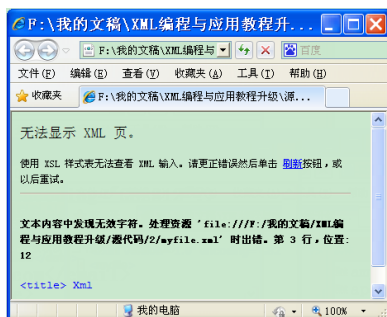 F:\我的文稿\XML编程与应用教程升...
F:\我的文稿\XML编程与
百度
文件(F) 编辑(E) 查看(V) 收藏夹(A) 工具(T) 帮助(H)
收藏夹 F:\我的文稿\XML编程与应用教程升级\源...
无法显示 XML 页。
使用 XSL 样式表无法查看 XML 输入。请更正错误然后单击 刷新按钮，或
以后重试。
文本内容中发现无效字符。处理资源 'file:///F:/我的文稿/XML编
程与应用教程升级/源代码/2/myfile.xml' 时出错。第 3 行，位置:
12
<title> Xml
我的电脑 100%